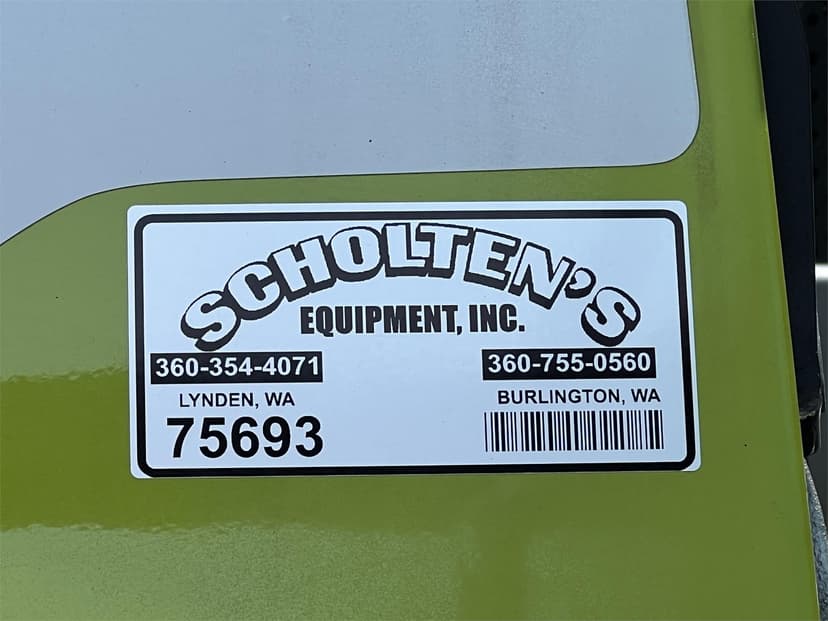 SCHOLTEN'S
EQUIPMENT, INC.
360-354-4071 360-755-0560
LYNDEN, WA BURLINGTON, WA
75693